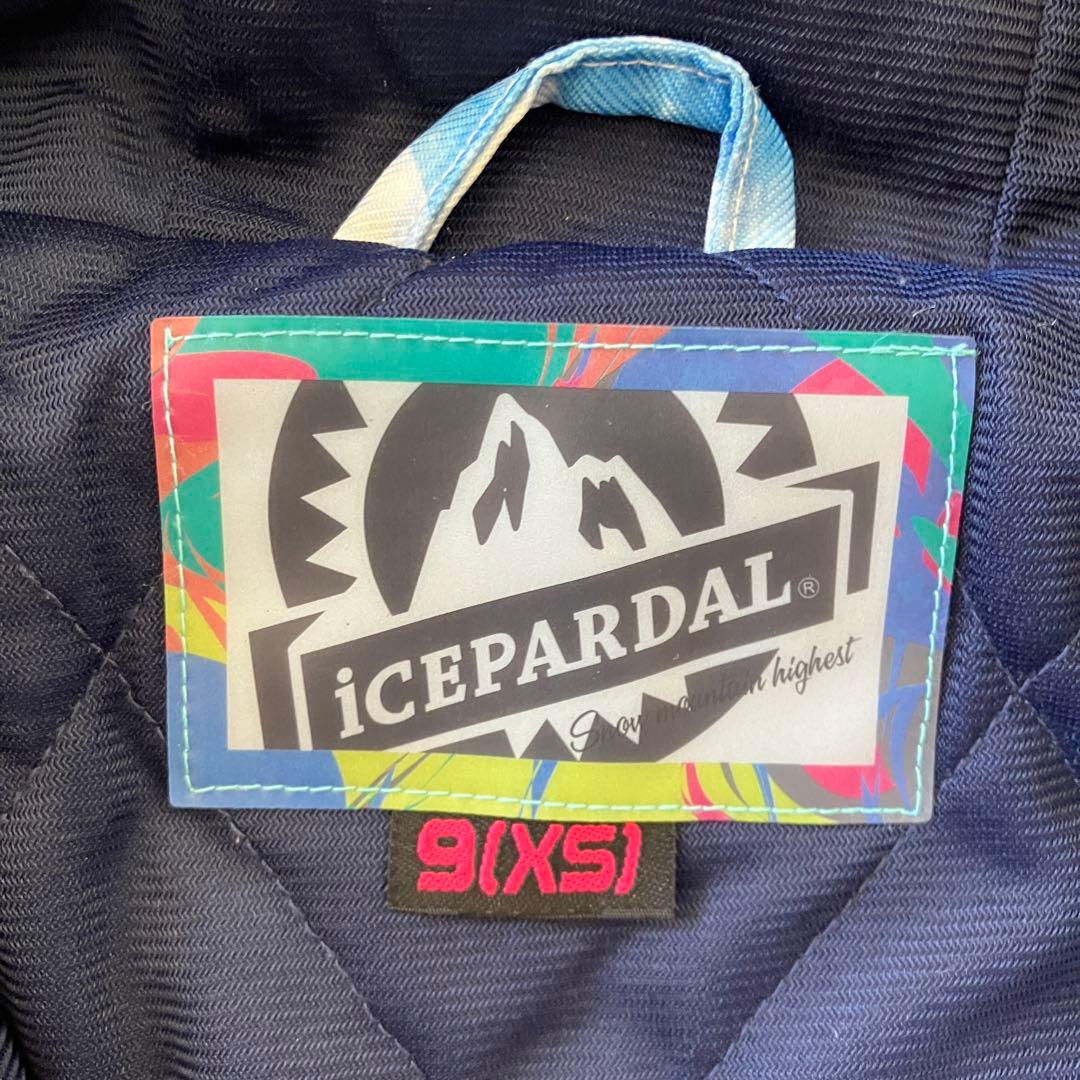 iCEPARDAL®
Snow mountain highest
9(XS)